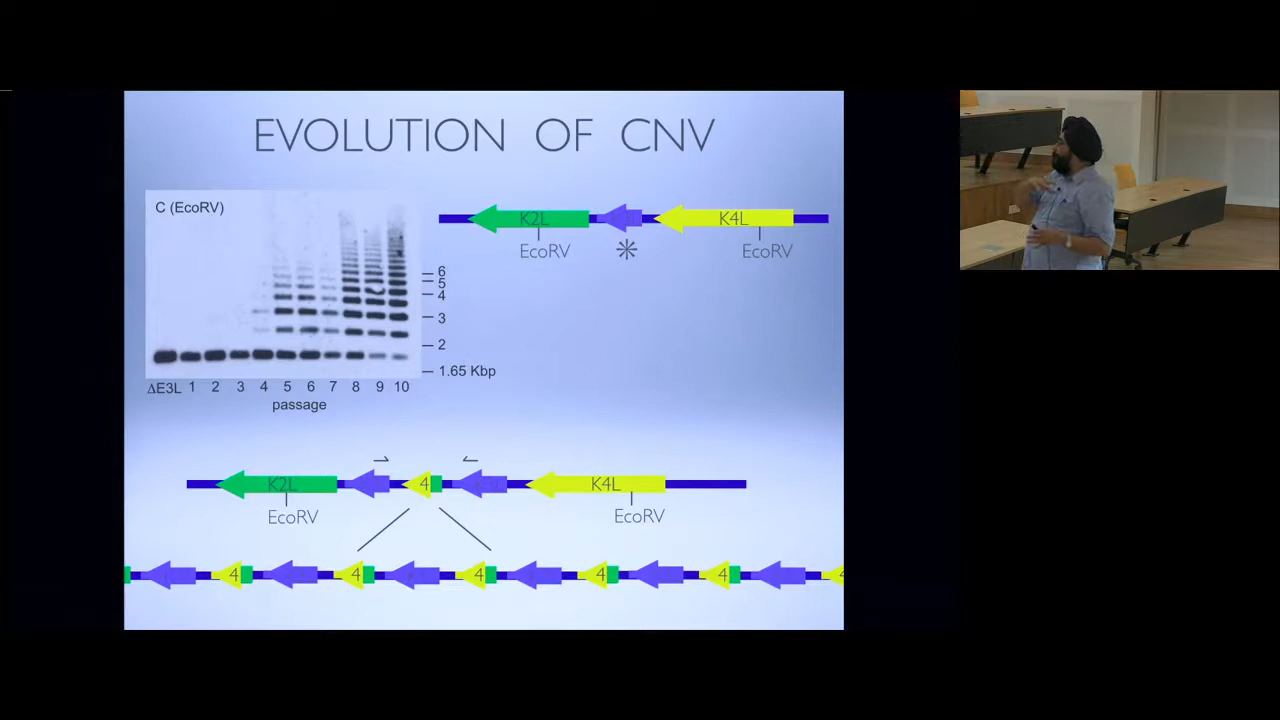 EVOLUTION OF CNV
C (EcoRV)
6
5
4
3
2
1.65 Kbp
ΔE3L 1 2 3 4 5 6 7 8 9 10
passage
K2L K4L
EcoRV EcoRV
*
K2L 4 K4L
EcoRV EcoRV
4 4 4 4 4 4